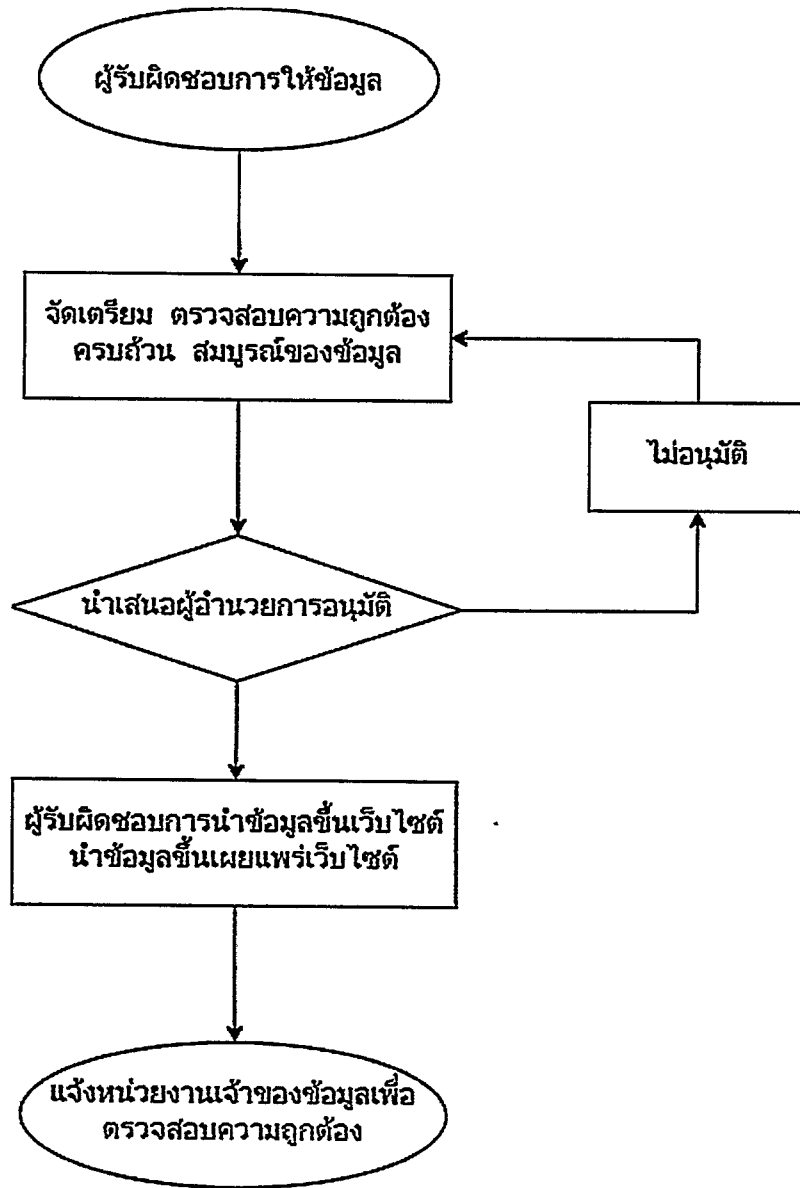 ผู้รับผิดชอบการให้ข้อมูล
จัดเตรียม ตรวจสอบความถูกต้อง
ครบถ้วน สมบูรณ์ของข้อมูล
ไม่อนุมัติ
นำเสนอผู้อำนวยการอนุมัติ
ผู้รับผิดชอบการนำข้อมูลขึ้นเว็บไซต์
นำข้อมูลขึ้นเผยแพร่เว็บไซต์
แจ้งหน่วยงานเจ้าของข้อมูลเพื่อ
ตรวจสอบความถูกต้อง